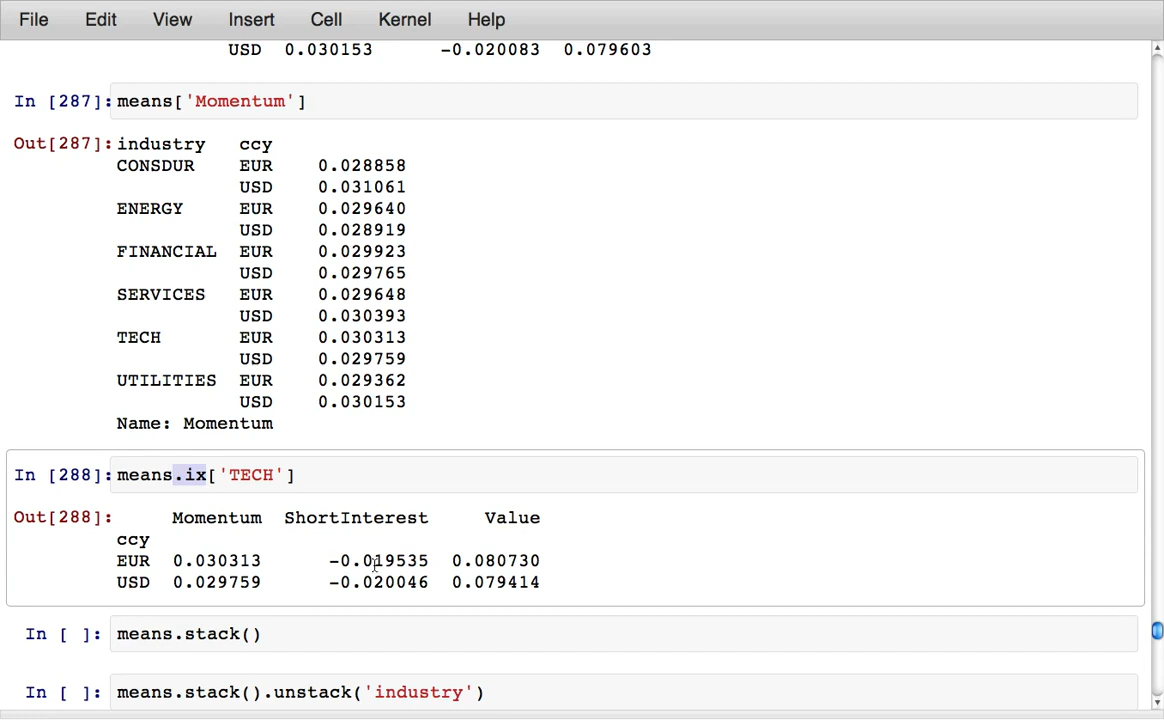 File Edit View Insert Cell Kernel Help
USD 0.030153 -0.020083 0.079603
In [287]: means['Momentum']
Out[287]: industry ccy
CONSDUR EUR 0.028858
USD 0.031061
ENERGY EUR 0.029640
USD 0.028919
FINANCIAL EUR 0.029923
USD 0.029765
SERVICES EUR 0.029648
USD 0.030393
TECH EUR 0.030313
USD 0.029759
UTILITIES EUR 0.029362
USD 0.030153
Name: Momentum
In [288]: means.ix['TECH']
Out[288]: Momentum ShortInterest Value
ccy
EUR 0.030313 -0.019535 0.080730
USD 0.029759 -0.020046 0.079414
In [ ]: means.stack()
In [ ]: means.stack().unstack('industry')